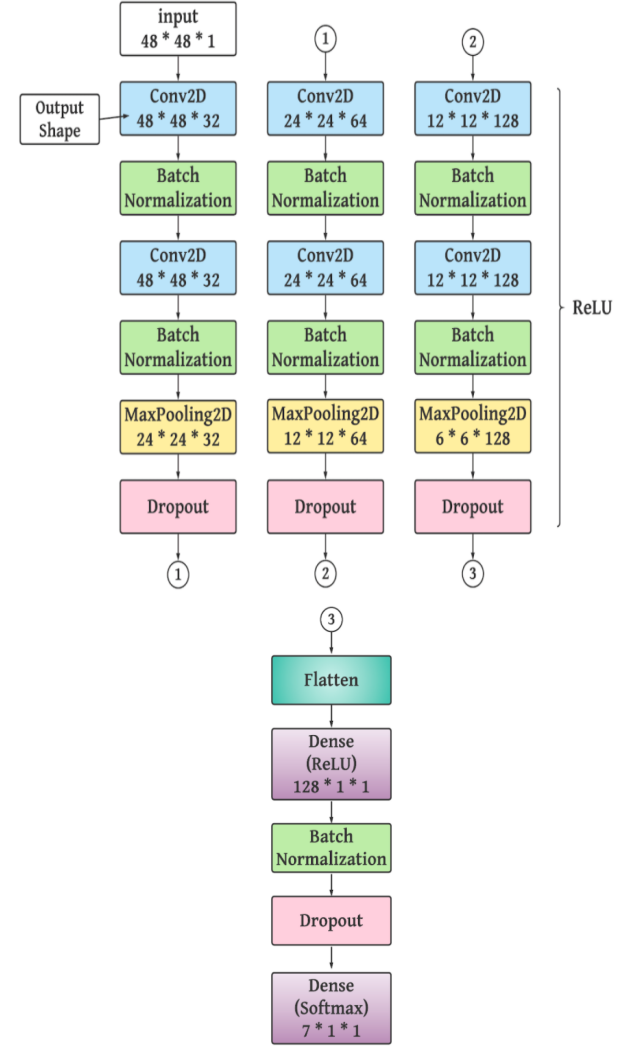 input
48 * 48 * 1
Output
Shape
Conv2D
48 * 48 * 32
Batch
Normalization
Conv2D
48 * 48 * 32
Batch
Normalization
MaxPooling2D
24 * 24 * 32
Dropout
1
1
Conv2D
24 * 24 * 64
Batch
Normalization
Conv2D
24 * 24 * 64
Batch
Normalization
MaxPooling2D
12 * 12 * 64
Dropout
2
2
Conv2D
12 * 12 * 128
Batch
Normalization
Conv2D
12 * 12 * 128
Batch
Normalization
MaxPooling2D
6 * 6 * 128
Dropout
3
ReLU
3
Flatten
Dense
(ReLU)
128 * 1 * 1
Batch
Normalization
Dropout
Dense
(Softmax)
7 * 1 * 1